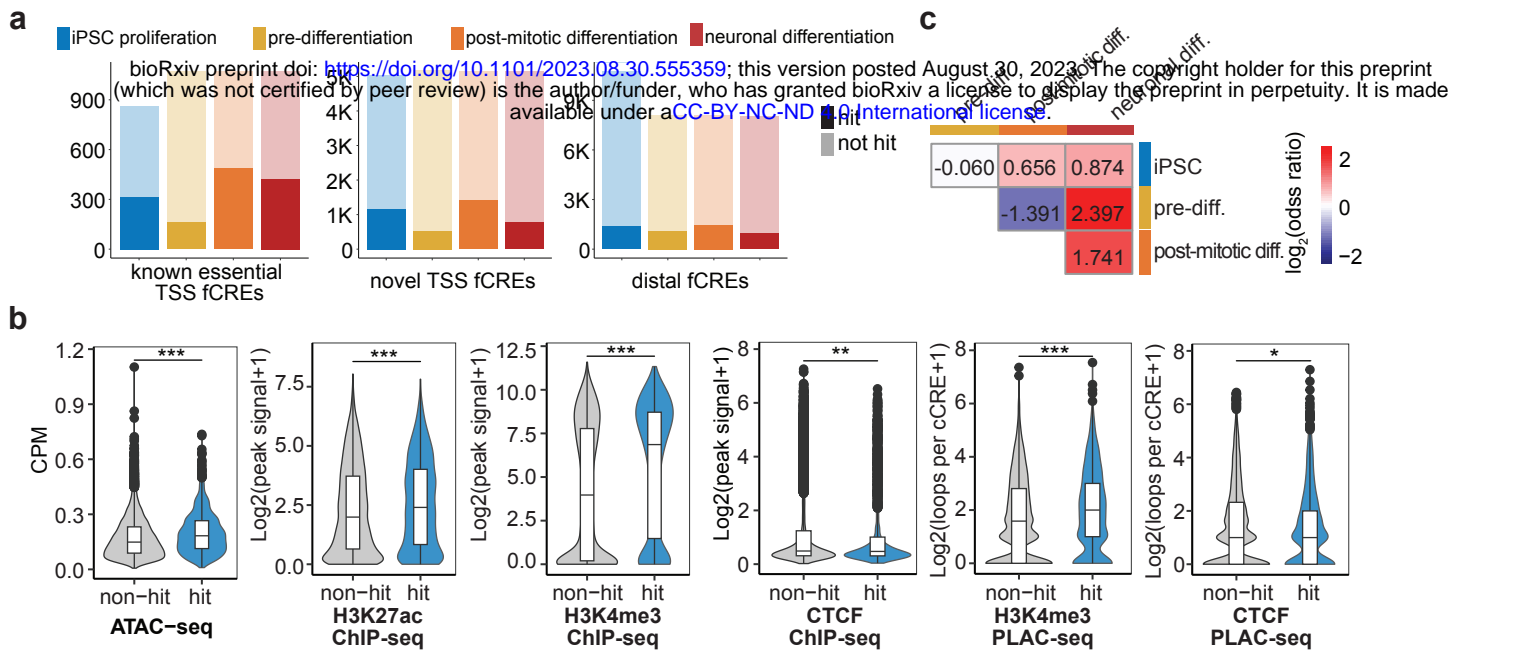 a
iPSC proliferation
pre-differentiation
post-mitotic differentiation
neuronal differentiation
bioRxiv preprint doi: https://doi.org/10.1101/2023.08.30.555359; this version posted August 30, 2023. The copyright holder for this preprint
(which was not certified by peer review) is the author/funder, who has granted bioRxiv a license to display the preprint in perpetuity. It is made
available under aCC-BY-NC-ND 4.0 International license.
900
600
300
0
known essential
TSS fCREs
5K
4K
3K
2K
1K
0
novel TSS fCREs
9K
6K
3K
0
distal fCREs
hit
not hit
c
pre-diff.
post-mitotic diff.
neuronal diff.
-0.060 0.656 0.874 iPSC
-1.391 2.397 pre-diff.
1.741 post-mitotic diff.
log2(odss ratio)
2
0
−2
b
CPM
1.2
0.9
0.6
0.3
0.0
***
non−hit hit
ATAC−seq
Log2(peak signal+1)
7.5
5.0
2.5
0.0
***
non−hit hit
H3K27ac
ChIP-seq
Log2(peak signal+1)
12.5
10.0
7.5
5.0
2.5
0.0
***
non−hit hit
H3K4me3
ChIP-seq
Log2(peak signal+1)
8
6
4
2
0
**
non−hit hit
CTCF
ChIP-seq
Log2(loops per cCRE+1)
8
6
4
2
0
***
non−hit hit
H3K4me3
PLAC-seq
Log2(loops per cCRE+1)
8
6
4
2
0
*
non−hit hit
CTCF
PLAC-seq